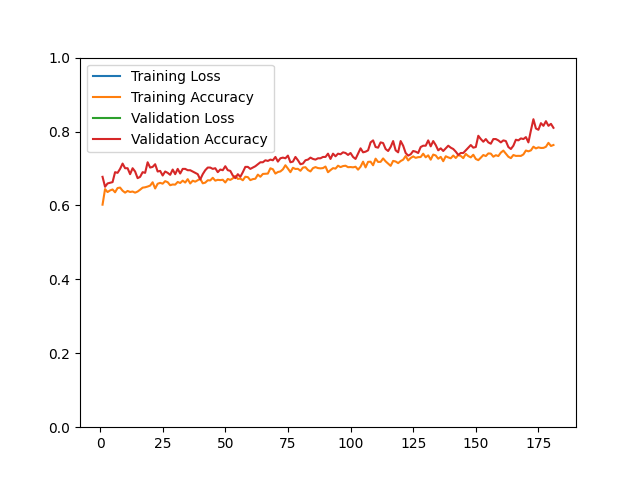 Training Loss
Training Accuracy
Validation Loss
Validation Accuracy
1.0
0.8
0.6
0.4
0.2
0.0
0 25 50 75 100 125 150 175